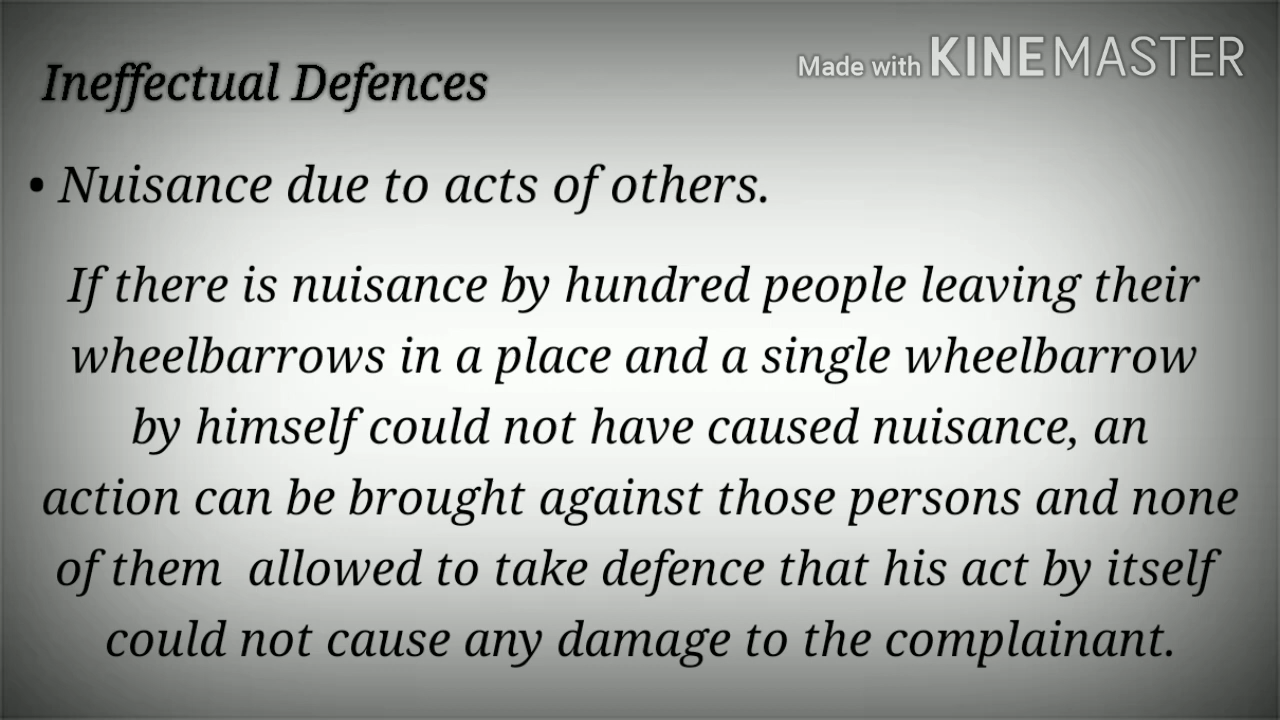 Ineffectual Defences
Made with KINEMASTER
• Nuisance due to acts of others.
If there is nuisance by hundred people leaving their
wheelbarrows in a place and a single wheelbarrow
by himself could not have caused nuisance, an
action can be brought against those persons and none
of them allowed to take defence that his act by itself
could not cause any damage to the complainant.